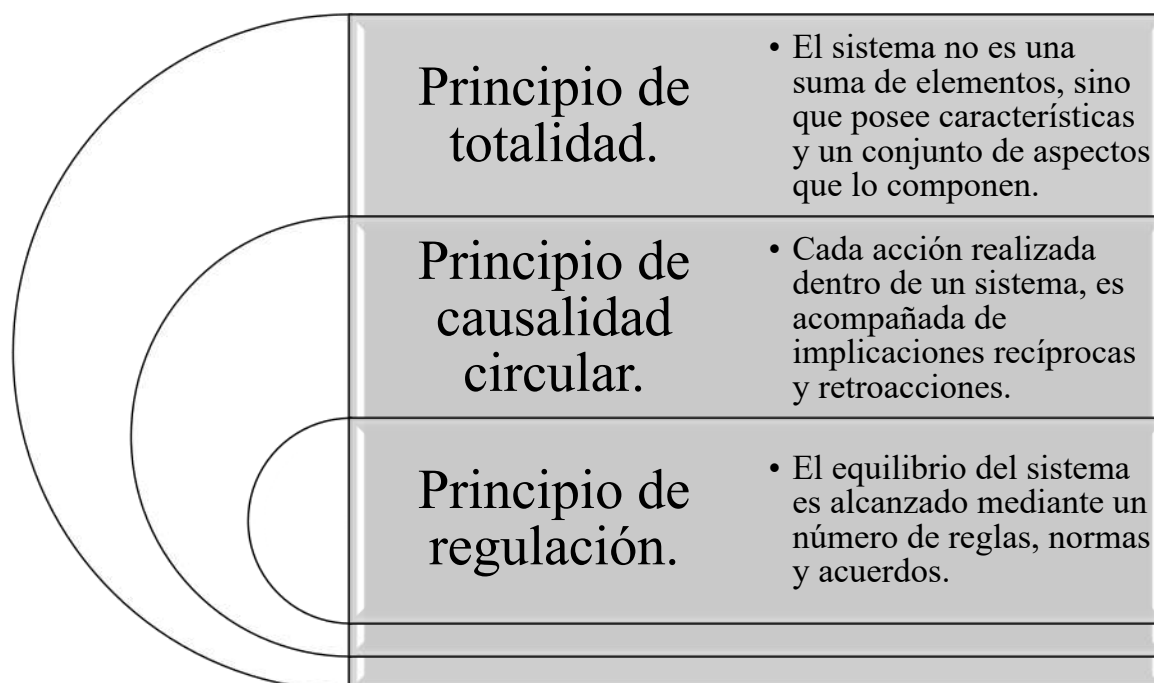 Principio de
totalidad.
• El sistema no es una
suma de elementos, sino
que posee características
y un conjunto de aspectos
que lo componen.
Principio de
causalidad
circular.
• Cada acción realizada
dentro de un sistema, es
acompañada de
implicaciones recíprocas
y retroacciones.
Principio de
regulación.
• El equilibrio del sistema
es alcanzado mediante un
número de reglas, normas
y acuerdos.